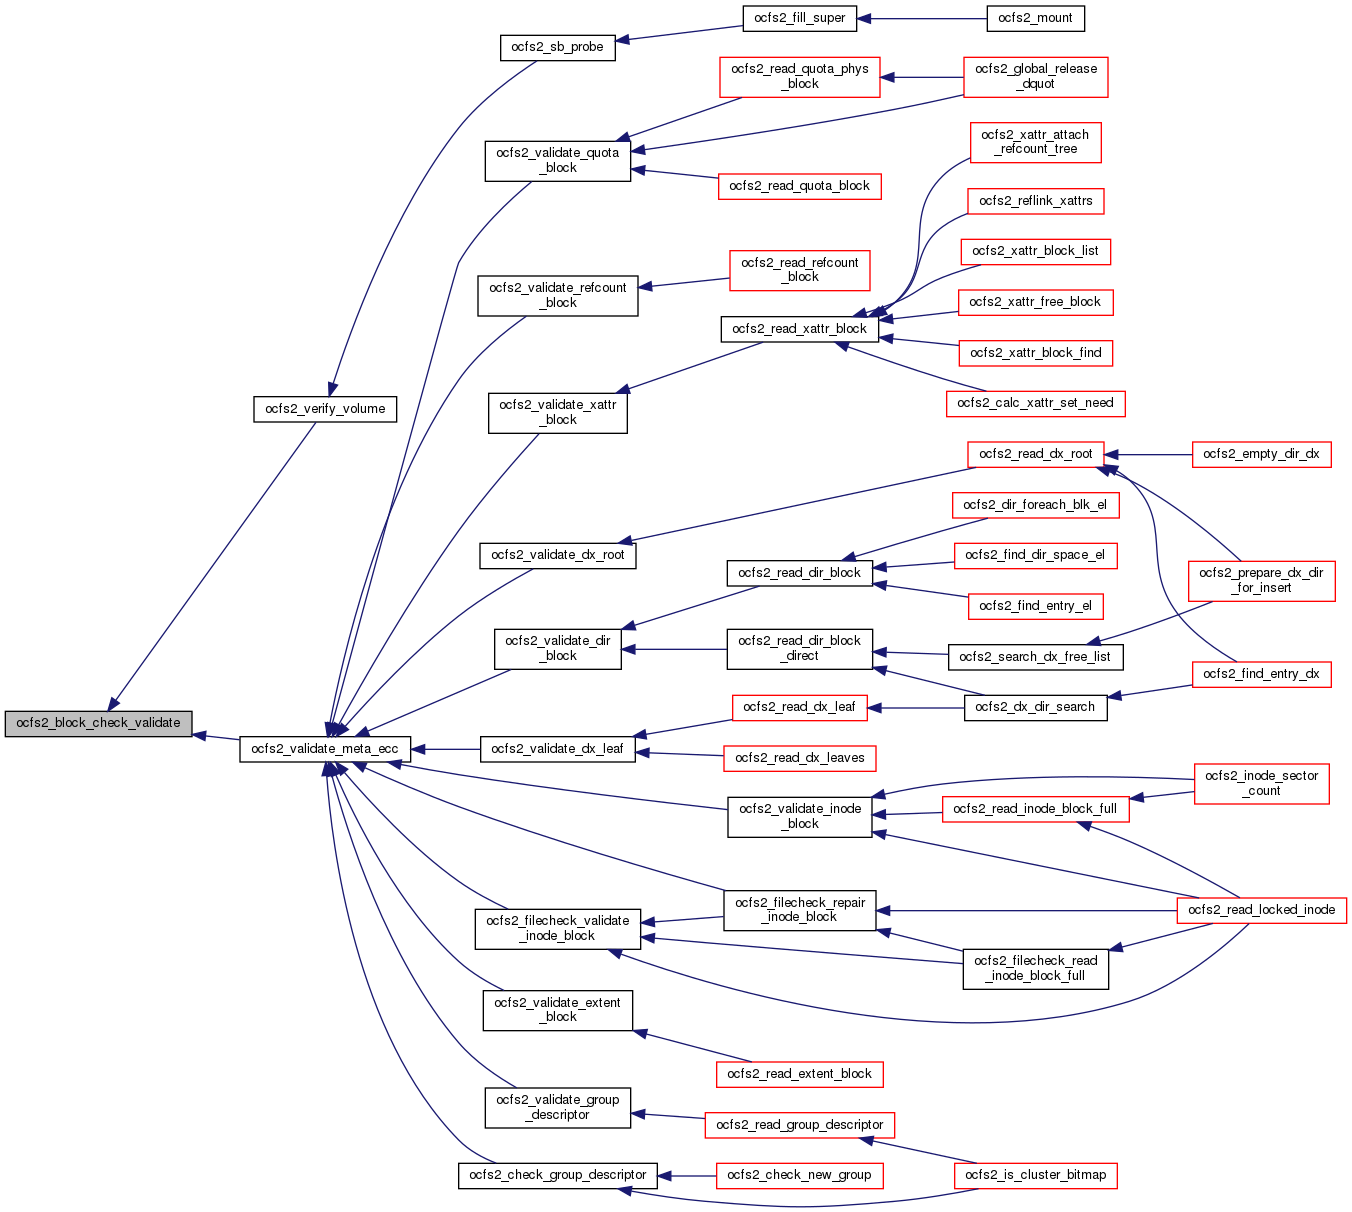 ocfs2_fill_super
ocfs2_mount
ocfs2_sb_probe
ocfs2_read_quota_phys
_block
ocfs2_global_release
_dquot
ocfs2_xattr_attach
_refcount_tree
ocfs2_validate_quota
_block
ocfs2_read_quota_block
ocfs2_reflink_xattrs
ocfs2_xattr_block_list
ocfs2_read_refcount
_block
ocfs2_validate_refcount
_block
ocfs2_xattr_free_block
ocfs2_read_xattr_block
ocfs2_xattr_block_find
ocfs2_calc_xattr_set_need
ocfs2_verify_volume
ocfs2_validate_xattr
_block
ocfs2_read_dx_root
ocfs2_empty_dir_dx
ocfs2_dir_foreach_blk_el
ocfs2_validate_dx_root
ocfs2_find_dir_space_el
ocfs2_read_dir_block
ocfs2_prepare_dx_dir
_for_insert
ocfs2_find_entry_el
ocfs2_validate_dir
_block
ocfs2_read_dir_block
_direct
ocfs2_search_dx_free_list
ocfs2_find_entry_dx
ocfs2_read_dx_leaf
ocfs2_dx_dir_search
ocfs2_block_check_validate
ocfs2_validate_meta_ecc
ocfs2_validate_dx_leaf
ocfs2_read_dx_leaves
ocfs2_inode_sector
_count
ocfs2_validate_inode
_block
ocfs2_read_inode_block_full
ocfs2_filecheck_repair
_inode_block
ocfs2_read_locked_inode
ocfs2_filecheck_validate
_inode_block
ocfs2_filecheck_read
_inode_block_full
ocfs2_validate_extent
_block
ocfs2_read_extent_block
ocfs2_validate_group
_descriptor
ocfs2_read_group_descriptor
ocfs2_check_group_descriptor
ocfs2_check_new_group
ocfs2_is_cluster_bitmap